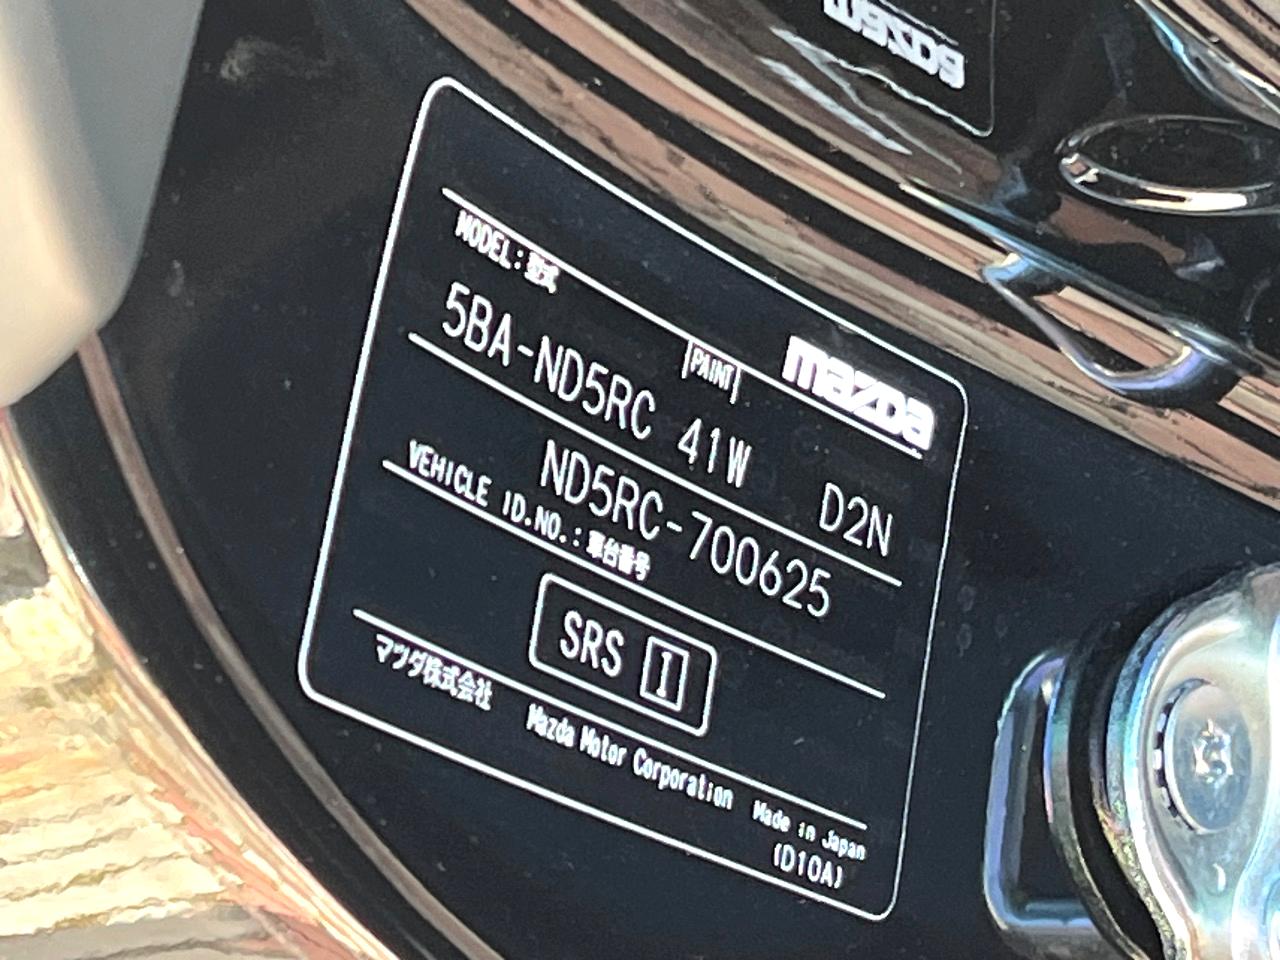 mazda
MODEL:型式
PAINT
mazda
5BA-ND5RC 41W D2N
ND5RC-700625
VEHICLE ID.NO.:車台番号
SRS I
マツダ株式会社 Mazda Motor Corporation Made in Japan
(D10A)